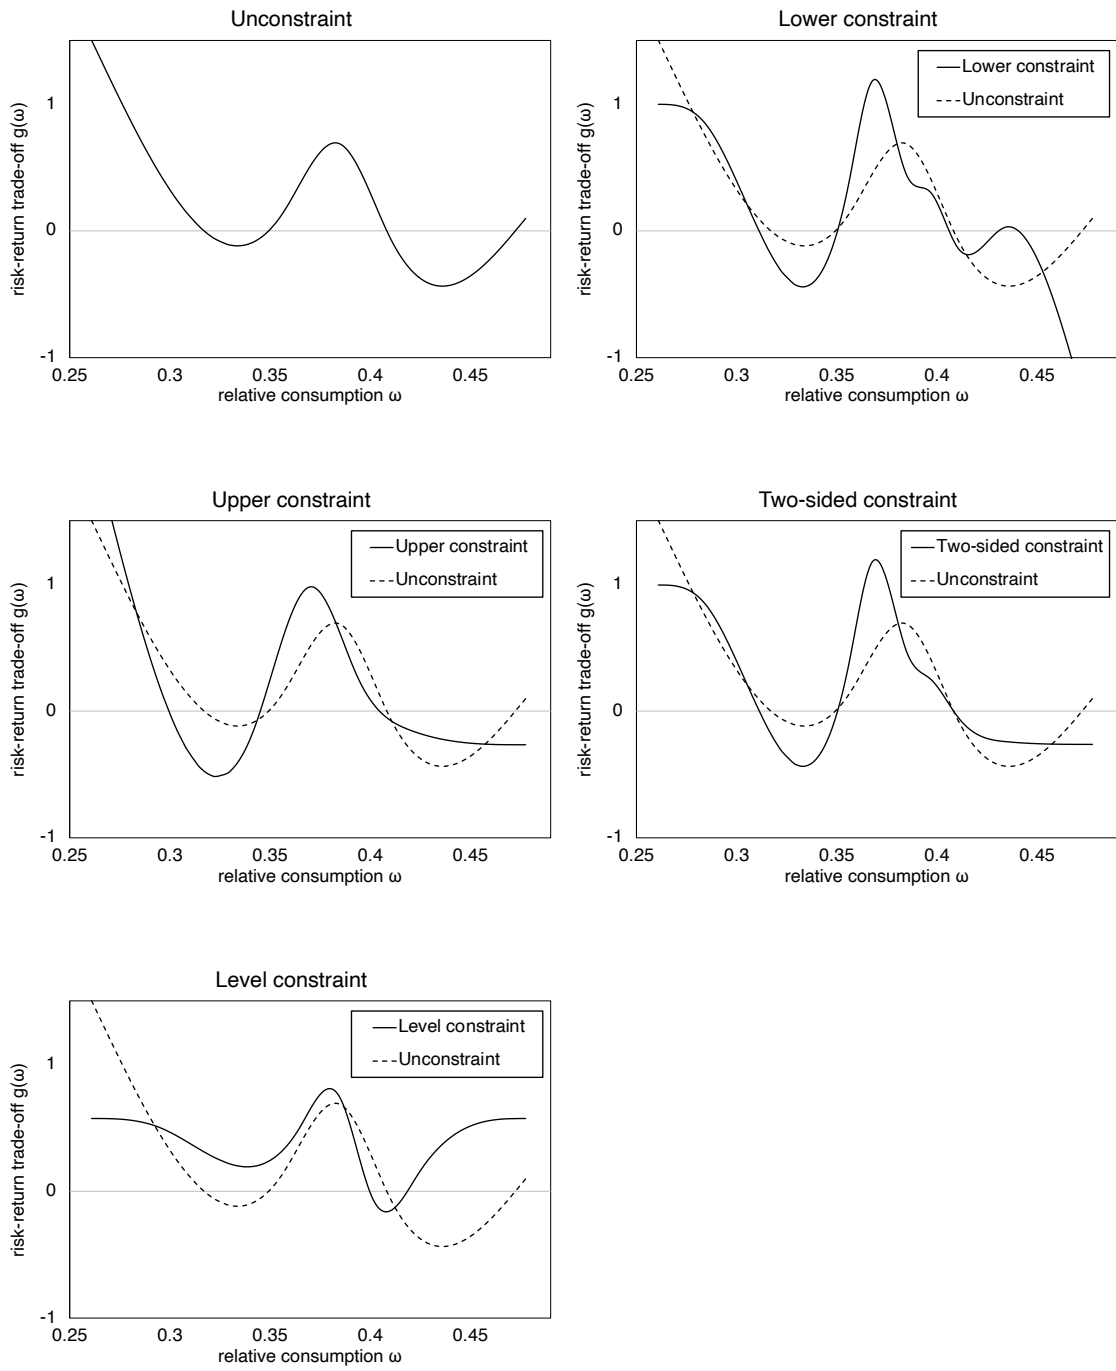 Unconstraint
risk-return trade-off g(ω)
1
0
-1
0.25 0.3 0.35 0.4 0.45
relative consumption ω
Lower constraint
risk-return trade-off g(ω)
Lower constraint
Unconstraint
1
0
-1
0.25 0.3 0.35 0.4 0.45
relative consumption ω
Upper constraint
risk-return trade-off g(ω)
Upper constraint
Unconstraint
1
0
-1
0.25 0.3 0.35 0.4 0.45
relative consumption ω
Two-sided constraint
risk-return trade-off g(ω)
Two-sided constraint
Unconstraint
1
0
-1
0.25 0.3 0.35 0.4 0.45
relative consumption ω
Level constraint
risk-return trade-off g(ω)
Level constraint
Unconstraint
1
0
-1
0.25 0.3 0.35 0.4 0.45
relative consumption ω